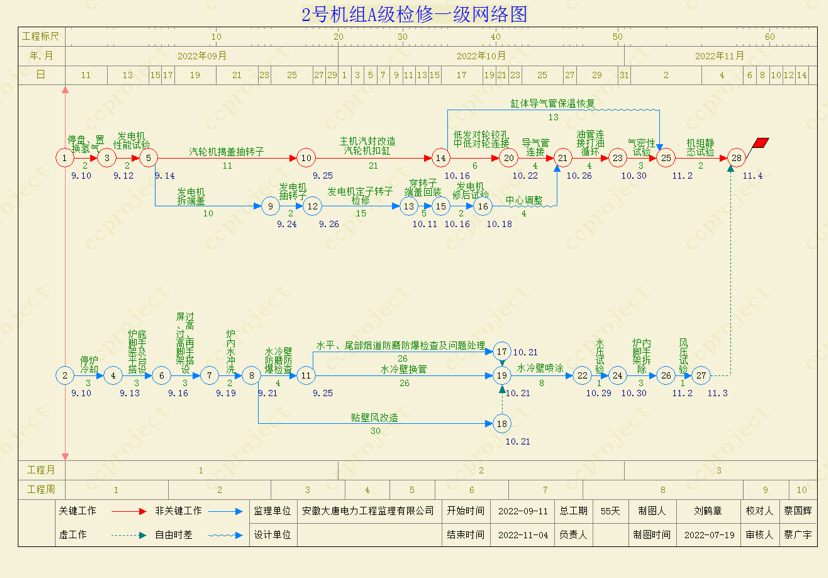 2号机组A级检修一级网络图
工程标尺 10 20 30 40 50 60
年.月 2022年09月 2022年10月 2022年11月
日 11 13 15 17 19 21 23 25 27 29 1 3 5 7 9 11 13 15 17 19 21 23 25 27 29 31 2 4 6 8 10 12 14
缸体导气管保温恢复
13
停盘、置
换氢气
2
发电机
性能试验
2
汽轮机揭盖抽转子
11
主机汽封改造
汽轮机扣缸
21
低发对轮铰孔
中低对轮连接
6
导气管
连接
4
油管连
接打油
循环
4
气密性
试验
3
机组静
态试验
2
1 3 5 10 14 20 21 23 25 28
9.10 9.12 9.14 9.25 10.16 10.22 10.26 10.30 11.2 11.4
发电机
拆端盖
10
发电机
抽转子
2
发电机定子转子
检修
15
穿转子
端盖回装
5
发电机
修后试验
2
中心调整
4
9 12 13 15 16
9.24 9.26 10.11 10.16 10.18
停炉
冷却
3
炉底
脚手
架及
平台
搭设
3
屏过
、高
过、
高再
脚手
架搭
设
3
炉
内
水
冲
洗
2
水冷壁
防磨防
爆检查
4
水平、尾部烟道防磨防爆检查及问题处理
26
水冷壁换管
26
贴壁风改造
30
水冷壁喷涂
8
水
压
试
验
1
炉内
脚手
架拆
除
3
风
压
试
验
1
17 10.21
2 4 6 7 8 11 19 22 24 26 27
9.10 9.13 9.16 9.19 9.21 9.25 10.21 10.29 10.30 11.2 11.3
18
10.21
工程月 1 2 3
工程周 1 2 3 4 5 6 7 8 9 10
关键工作 非关键工作 监理单位 安徽大唐电力工程监理有限公司 开始时间 2022-09-11 总工期 55天 制图人 刘鹤童 校对人 蔡国辉
虚工作 自由时差 设计单位 结束时间 2022-11-04 负责人 制图时间 2022-07-19 审核人 蔡广宇